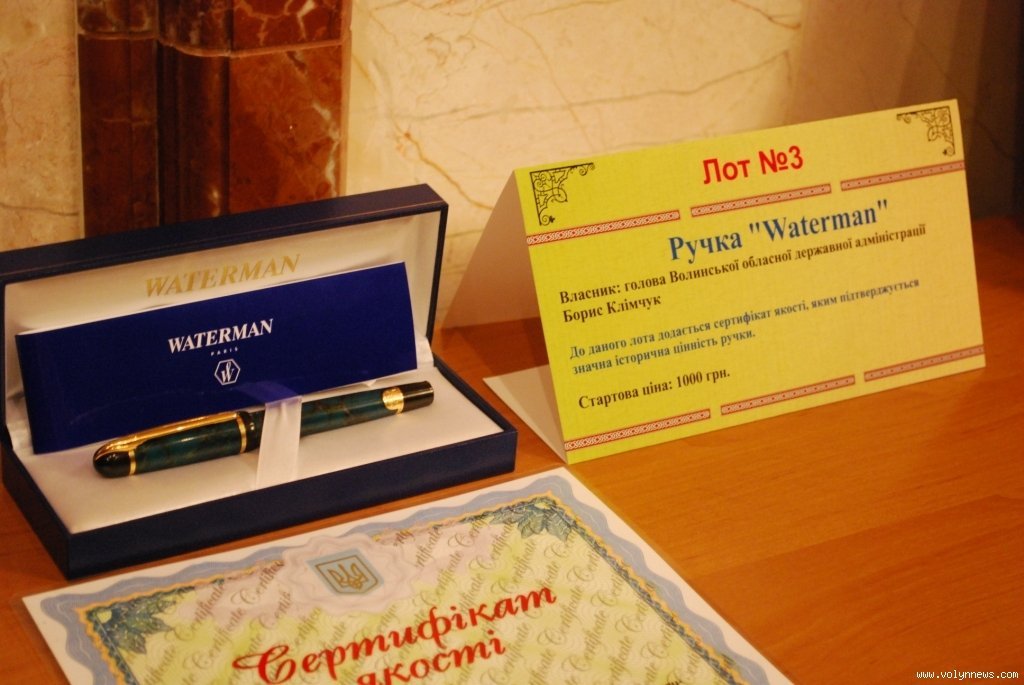 WATERMAN
WATERMAN
PARIS
W
Лот №3
Ручка "Waterman"
Власник: голова Волинської обласної державної адміністрації
Борис Клімчук
До даного лота додається сертифікат якості, яким підтверджується
значна історична цінність ручки.
Стартова ціна: 1000 грн.
Сертифікат
якості
www.volynnews.com